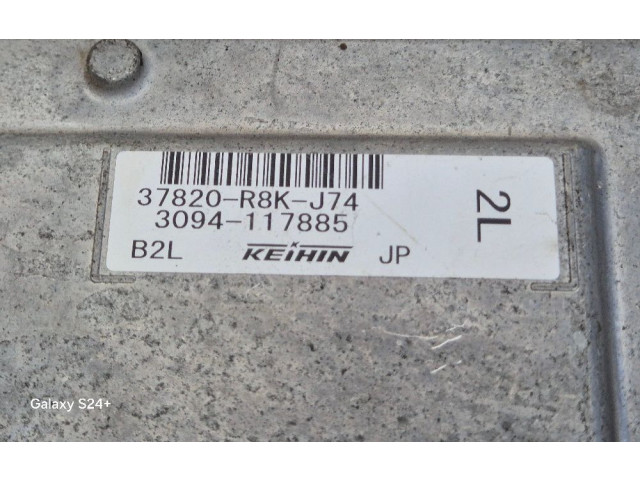 37820-R8K-J74
3094-117885
B2L KEIHIN JP
2L
Galaxy S24+